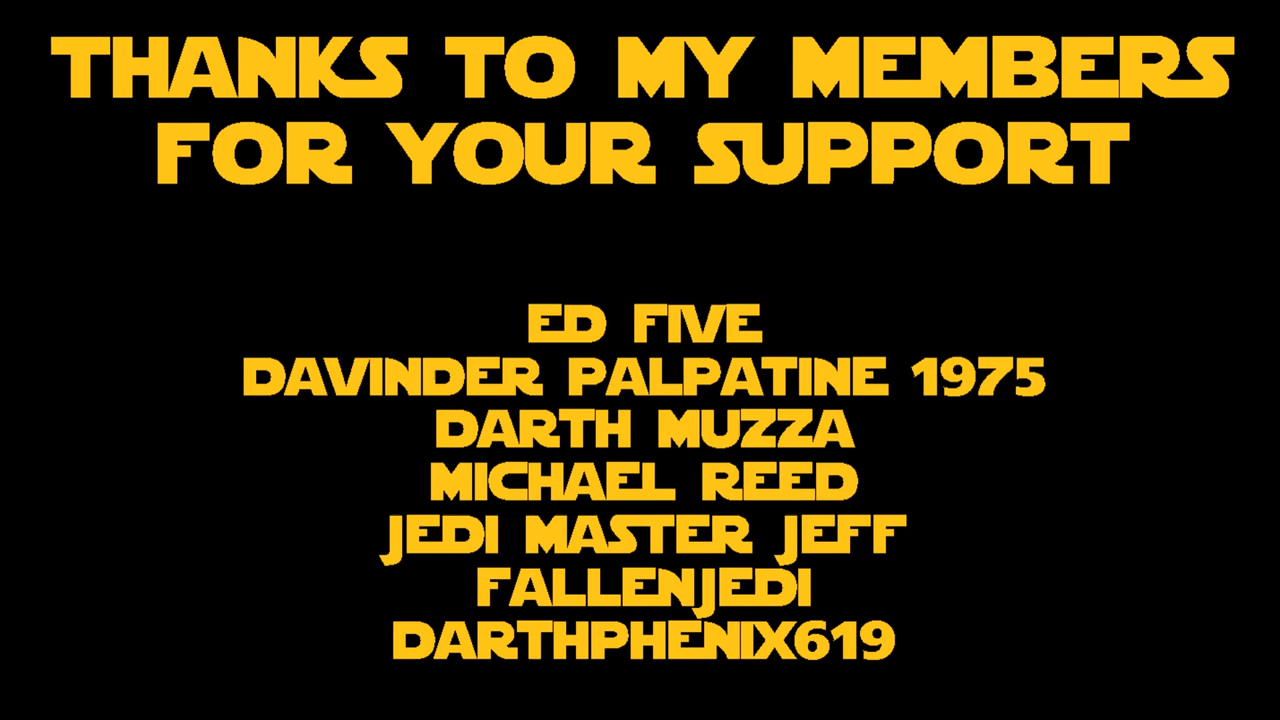 THANKS TO MY MEMBERS
FOR YOUR SUPPORT
ED FIVE
DAVINDER PALPATINE 1975
DARTH MUZZA
MICHAEL REED
JEDI MASTER JEFF
FALLENJEDI
DARTHPHENIX619